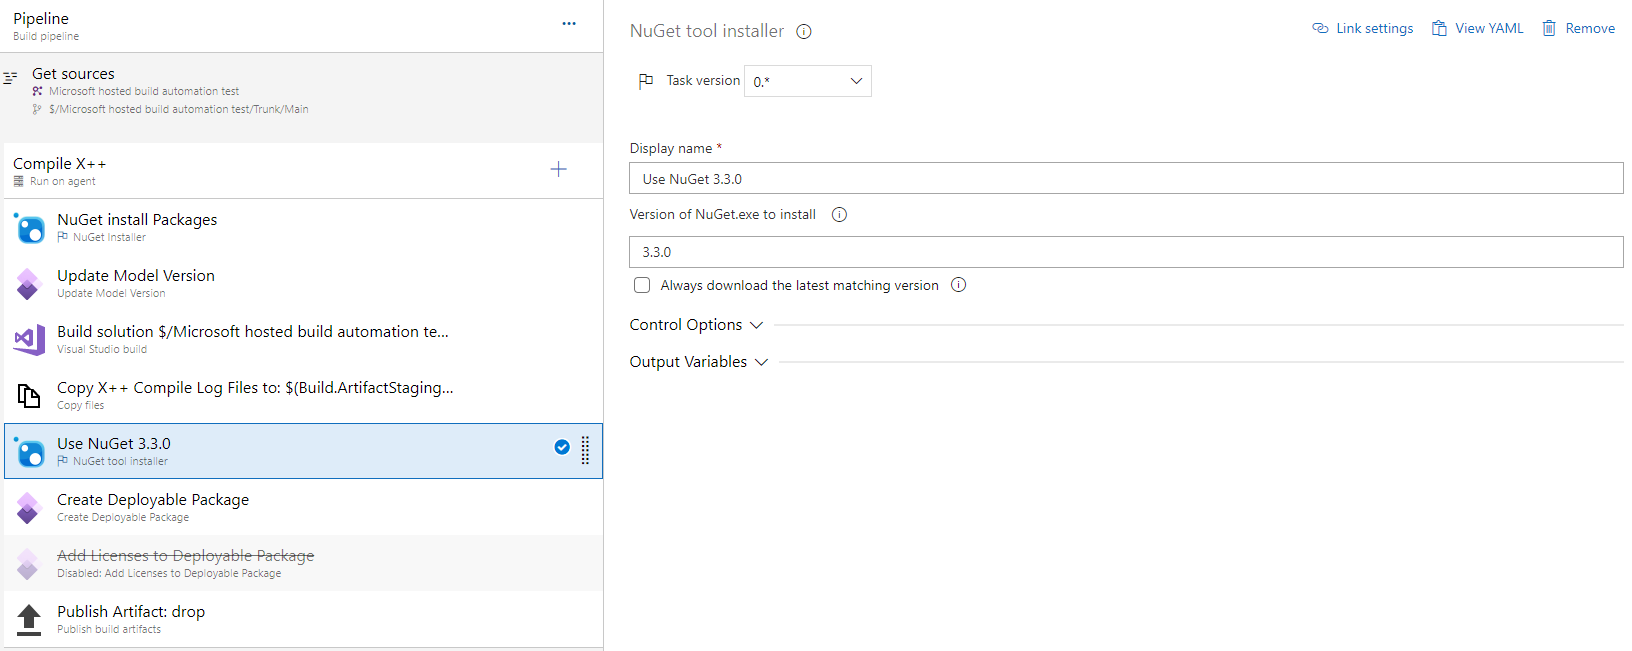 Pipeline
Build pipeline
...
Get sources
Microsoft hosted build automation test
$/Microsoft hosted build automation test/Trunk/Main
Compile X++
Run on agent
NuGet install Packages
NuGet Installer
Update Model Version
Update Model Version
Build solution $/Microsoft hosted build automation te...
Visual Studio build
Copy X++ Compile Log Files to: $(Build.ArtifactStaging...
Copy files
Use NuGet 3.3.0
NuGet tool installer
Create Deployable Package
Create Deployable Package
Add Licenses to Deployable Package
Disabled: Add Licenses to Deployable Package
Publish Artifact: drop
Publish build artifacts
NuGet tool installer
Link settings
View YAML
Remove
Task version 0.*
Display name *
Use NuGet 3.3.0
Version of NuGet.exe to install
3.3.0
Always download the latest matching version
Control Options
Output Variables